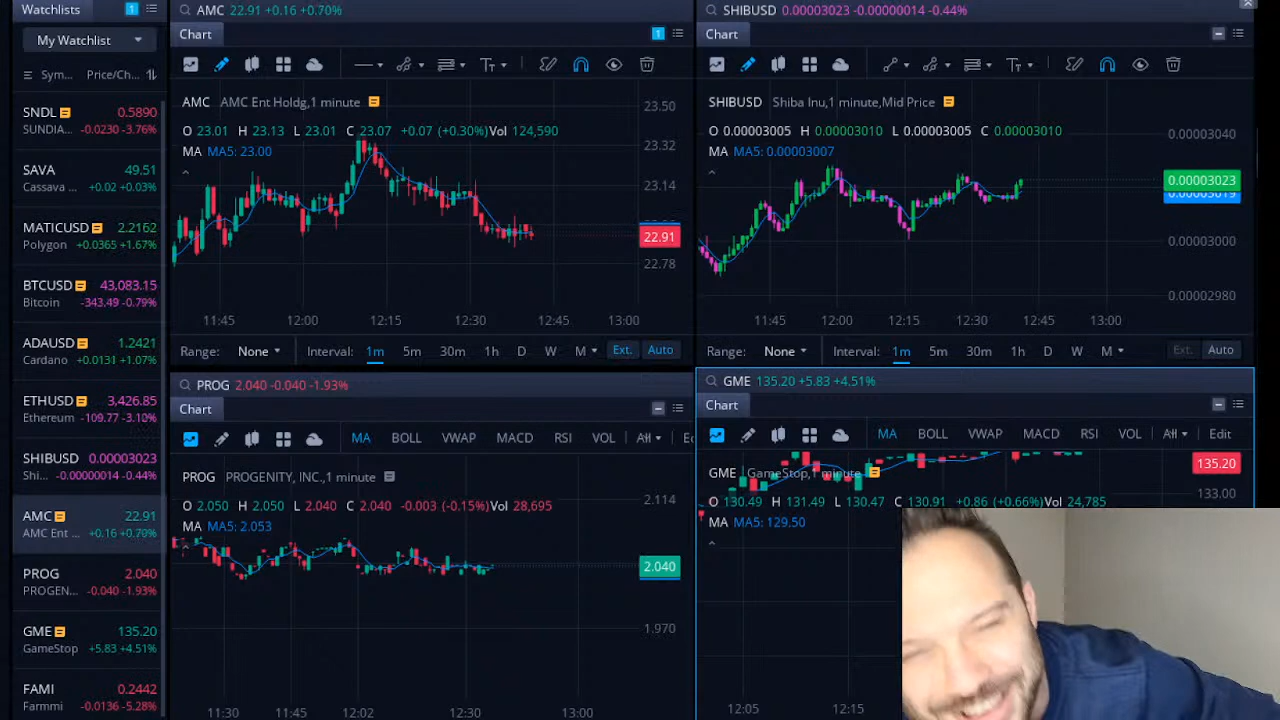 Watchlists 1
My Watchlist
Sym... Price/Ch...
SNDL 0.5890
SUNDIA... -0.0230 -3.76%
SAVA 49.51
Cassava ... +0.02 +0.03%
MATICUSD 2.2162
Polygon +0.0365 +1.67%
BTCUSD 43,083.15
Bitcoin -343.49 -0.79%
ADAUSD 1.2421
Cardano +0.0131 +1.07%
ETHUSD 3,426.85
Ethereum -109.77 -3.10%
SHIBUSD 0.00003023
Shi... -0.00000014 -0.44%
AMC 22.91
AMC Ent ... +0.16 +0.70%
PROG 2.040
PROGEN... -0.040 -1.93%
GME 135.20
GameStop +5.83 +4.51%
FAMI 0.2442
Farmmi -0.0136 -5.28%
AMC 22.91 +0.16 +0.70%
Chart 1
AMC AMC Ent Holdg,1 minute
O 23.01 H 23.13 L 23.01 C 23.07 +0.07 (+0.30%) Vol 124,590
MA MA5: 23.00
23.50
23.32
23.14
22.91
22.78
11:45 12:00 12:15 12:30 12:45 13:00
Range: None Interval: 1m 5m 30m 1h D W M Ext. Auto
SHIBUSD 0.00003023 -0.00000014 -0.44%
Chart
SHIBUSD Shiba Inu,1 minute,Mid Price
O 0.00003005 H 0.00003010 L 0.00003005 C 0.00003010
MA MA5: 0.00003007
0.00003040
0.00003023
0.00003019
0.00003000
0.00002980
11:45 12:00 12:15 12:30 12:45 13:00
Range: None Interval: 1m 5m 30m 1h D W M Ext. Auto
PROG 2.040 -0.040 -1.93%
Chart
MA BOLL VWAP MACD RSI VOL All
PROG PROGENITY, INC.,1 minute
O 2.050 H 2.050 L 2.040 C 2.040 -0.003 (-0.15%) Vol 28,695
MA MA5: 2.053
2.114
2.040
1.970
11:30 11:45 12:02 12:30 13:00
GME 135.20 +5.83 +4.51%
Chart
MA BOLL VWAP MACD RSI VOL All Edit
GME GameStop,1 minute
O 130.49 H 131.49 L 130.47 C 130.91 +0.86 (+0.66%) Vol 24,785
MA MA5: 129.50
135.20
133.00
12:05 12:15